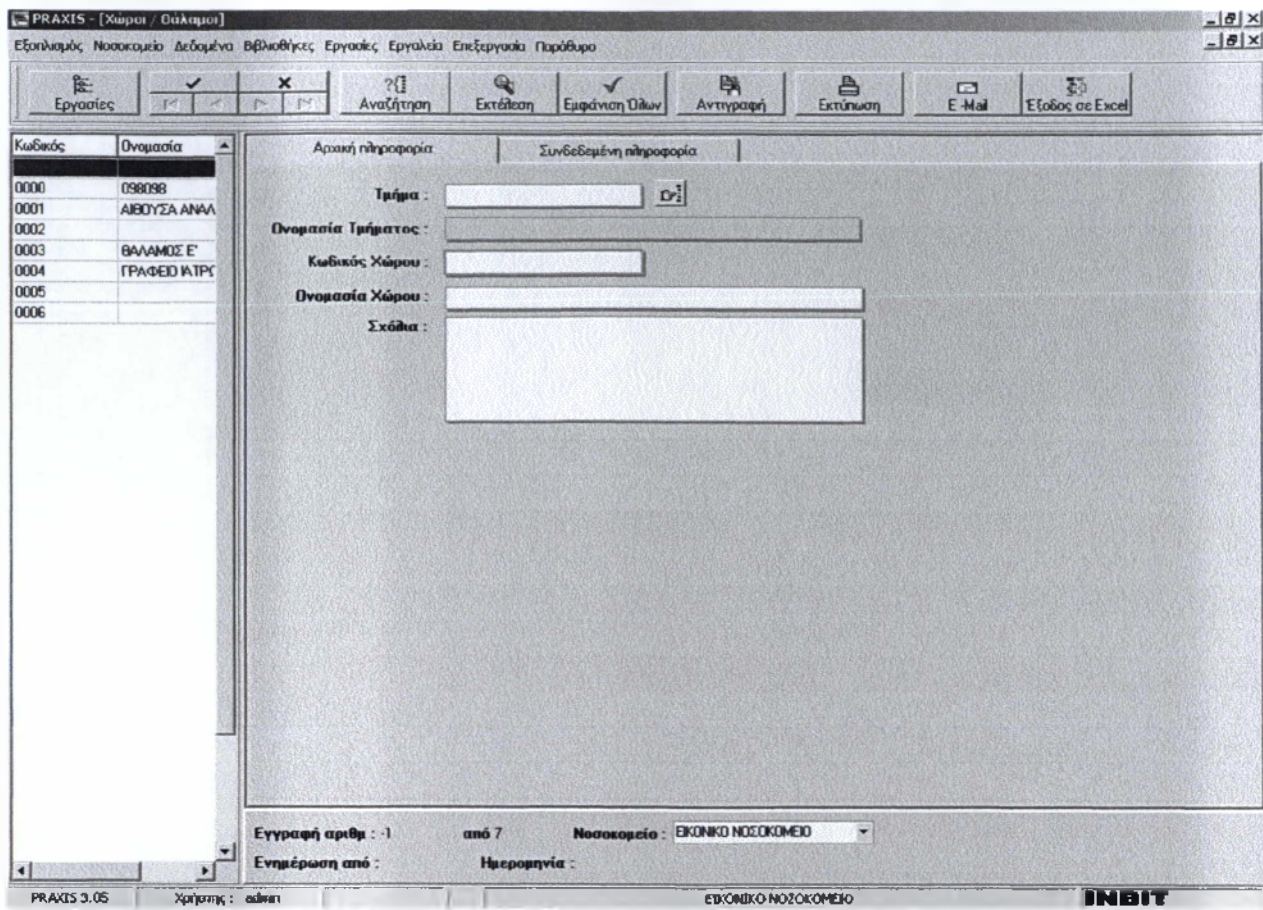 PRAXIS - [Χώροι / Θάλαμοι]
Εξοπλισμός Νοσοκομείο Δεδομένα Βιβλιοθήκες Εργασίες Εργαλεία Επεξεργασία Παράθυρο
Εργασίες Αναζήτηση Εκτέλεση Εμφάνιση Όλων Αντιγραφή Εκτύπωση E-Mail Έξοδος σε Excel
Κωδικός Ονομασία
0000 098098
0001 ΑΙΘΟΥΣΑ ΑΝΑΛ
0002
0003 ΘΑΛΑΜΟΣ Ε'
0004 ΓΡΑΦΕΙΟ ΙΑΤΡΟ
0005
0006
Αρχική πληροφορία Συνδεδεμένη πληροφορία
Τμήμα :
Ονομασία Τμήματος :
Κωδικός Χώρου :
Ονομασία Χώρου :
Σχόλια :
Εγγραφή αριθμ : -1 από 7 Νοσοκομείο : ΕΙΚΟΝΙΚΟ ΝΟΣΟΚΟΜΕΙΟ
Ενημέρωση από : Ημερομηνία :
PRAXIS 3.05 Χρήστης : admin ΕΙΚΟΝΙΚΟ ΝΟΣΟΚΟΜΕΙΟ INBIT